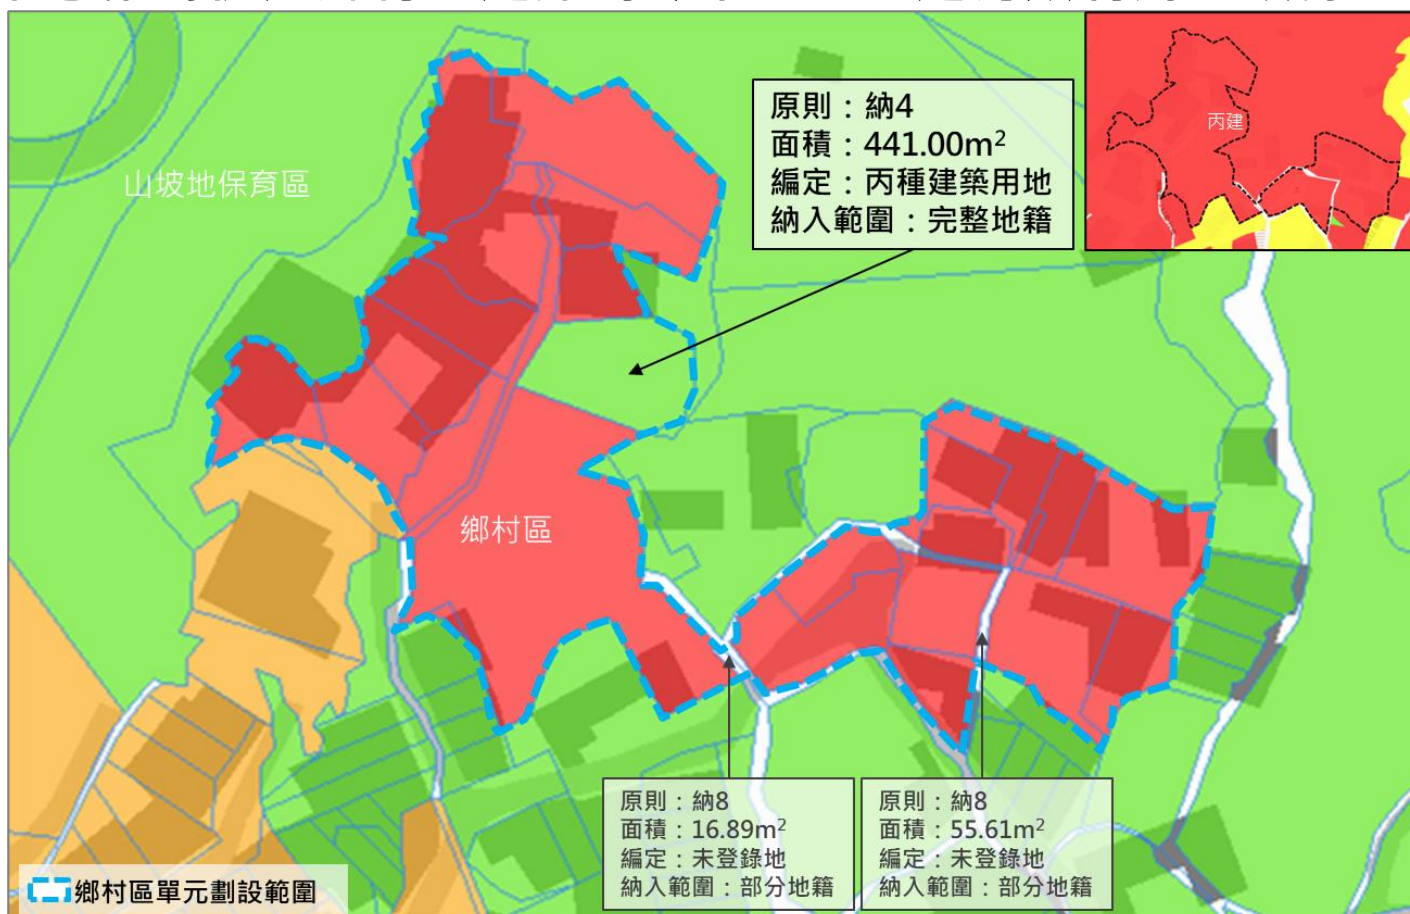 原則：納4
面積：441.00m²
編定：丙種建築用地
納入範圍：完整地籍
丙建
山坡地保育區
鄉村區
原則：納8
面積：16.89m²
編定：未登錄地
納入範圍：部分地籍
原則：納8
面積：55.61m²
編定：未登錄地
納入範圍：部分地籍
鄉村區單元劃設範圍